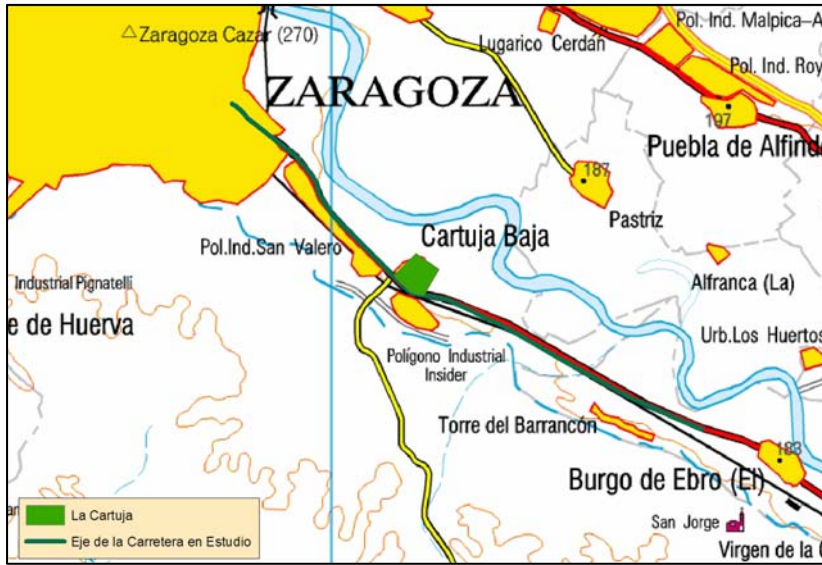 Pol. Ind. Malpica–A
Zaragoza Cazar (270)
Lugarico Cerdán
Pol. Ind. Roy
ZARAGOZA
197
Puebla de Alfind
187
Pastriz
Cartuja Baja
Pol.Ind.San Valero
Industrial Pignatelli
Alfranca (La)
e de Huerva
Urb.Los Huertos
Polígono Industrial
Insider
Torre del Barrancón
183
Burgo de Ebro (El)
La Cartuja
San Jorge
Eje de la Carretera en Estudio
Virgen de la